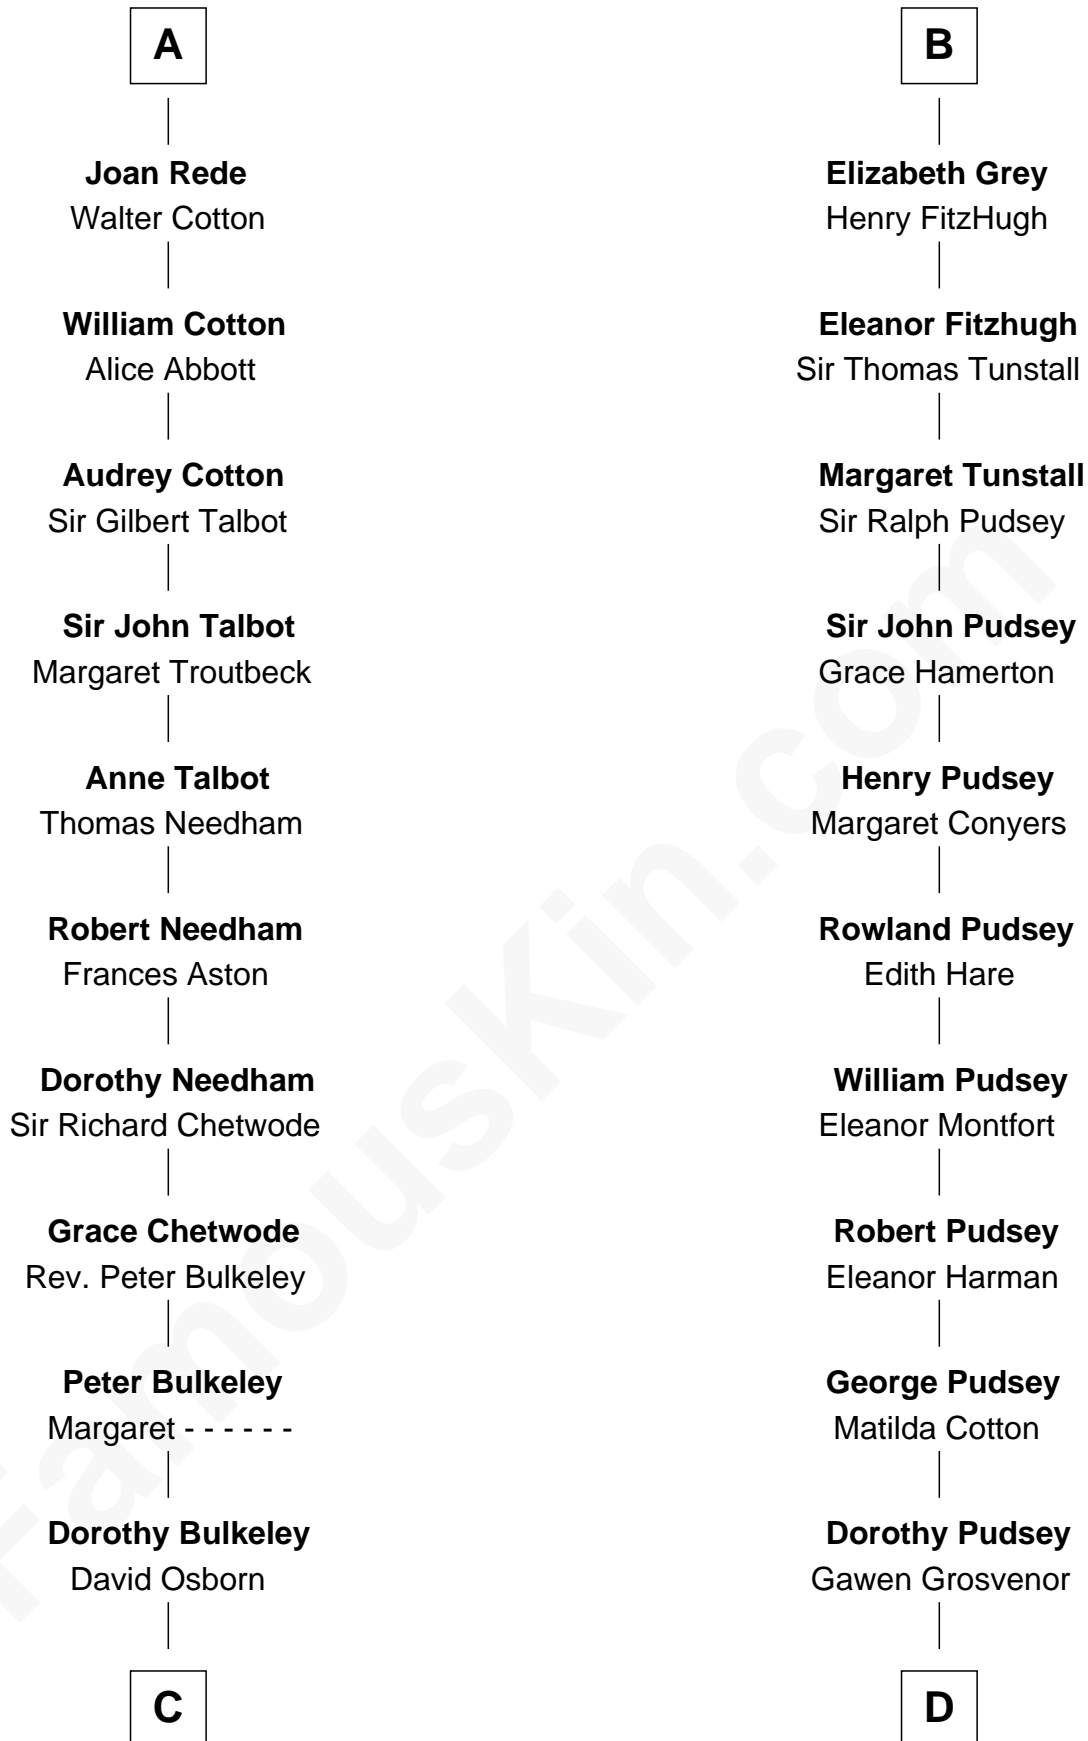 A
Joan Rede
Walter Cotton
William Cotton
Alice Abbott
Audrey Cotton
Sir Gilbert Talbot
Sir John Talbot
Margaret Troutbeck
Anne Talbot
Thomas Needham
Robert Needham
Frances Aston
Dorothy Needham
Sir Richard Chetwode
Grace Chetwode
Rev. Peter Bulkeley
Peter Bulkeley
Margaret - - - - - -
Dorothy Bulkeley
David Osborn
C
B
Elizabeth Grey
Henry FitzHugh
Eleanor Fitzhugh
Sir Thomas Tunstall
Margaret Tunstall
Sir Ralph Pudsey
Sir John Pudsey
Grace Hamerton
Henry Pudsey
Margaret Conyers
Rowland Pudsey
Edith Hare
William Pudsey
Eleanor Montfort
Robert Pudsey
Eleanor Harman
George Pudsey
Matilda Cotton
Dorothy Pudsey
Gawen Grosvenor
D
FamousKin.com